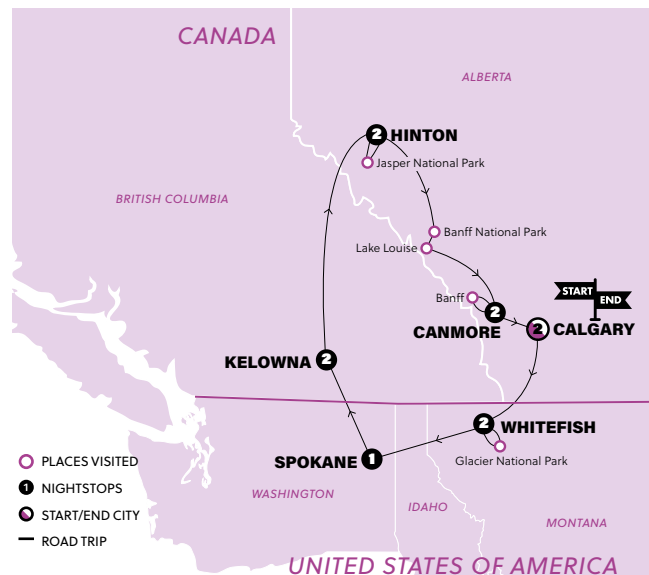 CANADA
ALBERTA
2 HINTON
Jasper National Park
BRITISH COLUMBIA
Banff National Park
Lake Louise
START
END
Banff
2
CANMORE
2 CALGARY
KELOWNA 2
2 WHITEFISH
Glacier National Park
SPOKANE 1
PLACES VISITED
1 NIGHTSTOPS
START/END CITY
ROAD TRIP
WASHINGTON
IDAHO
MONTANA
UNITED STATES OF AMERICA